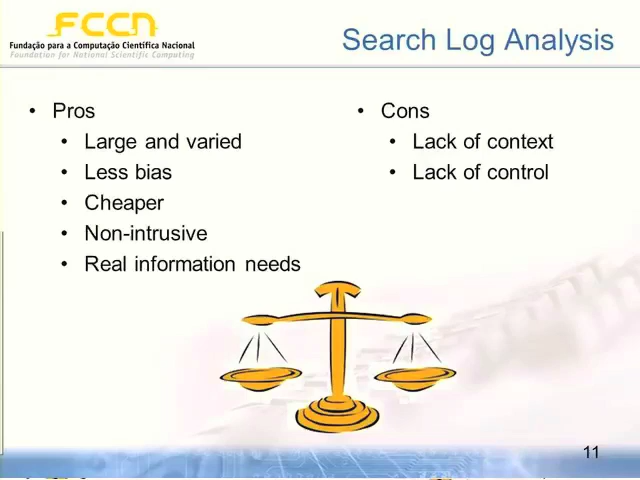 FCCN
Fundação para a Computação Científica Nacional
Foundation for National Scientific Computing
Search Log Analysis
• Pros
• Large and varied
• Less bias
• Cheaper
• Non-intrusive
• Real information needs
• Cons
• Lack of context
• Lack of control
11